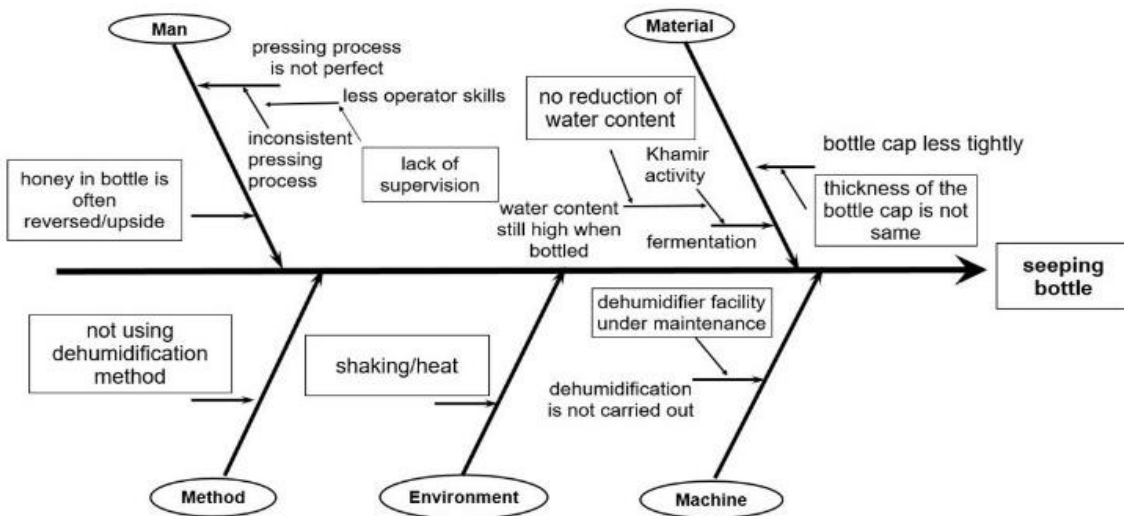 Man
Material
pressing process
is not perfect
less operator skills
inconsistent
pressing
process
lack of
supervision
honey in bottle is
often
reversed/upside
no reduction of
water content
Khamir
activity
water content
still high when
bottled
fermentation
bottle cap less tightly
thickness of the
bottle cap is not
same
seeping
bottle
not using
dehumidification
method
shaking/heat
dehumidifier facility
under maintenance
dehumidification
is not carried out
Method
Environment
Machine